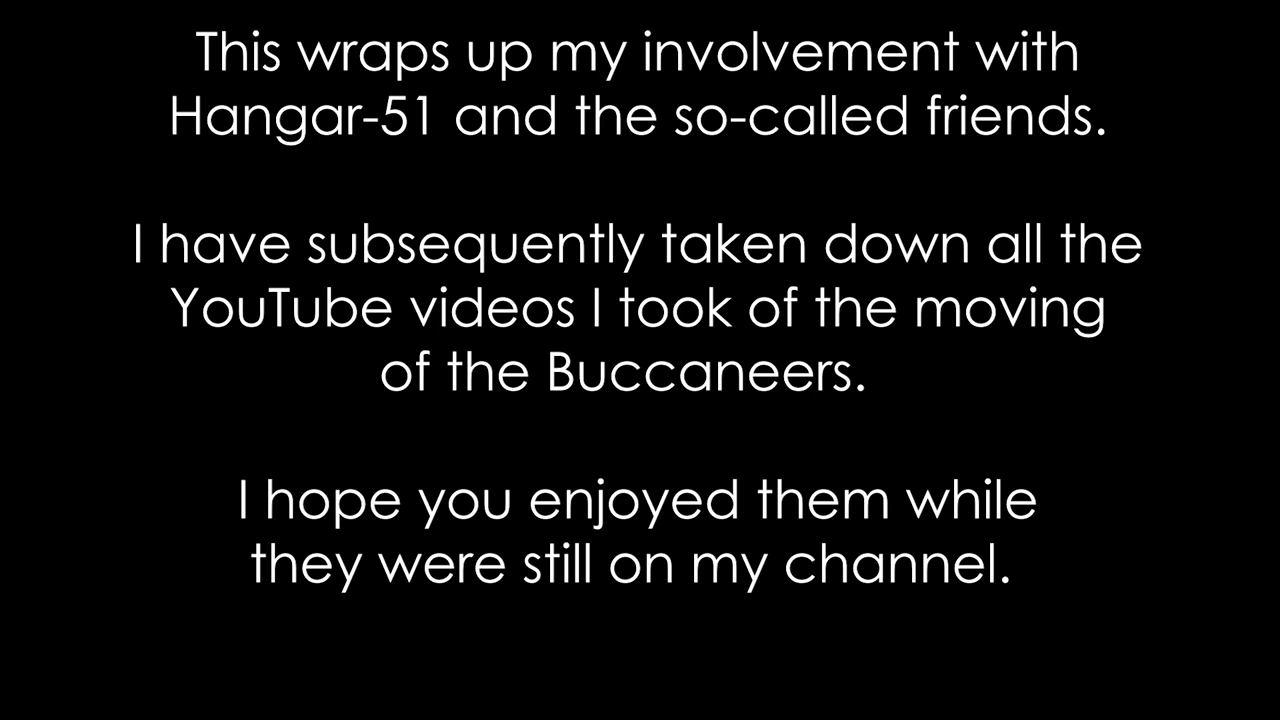 This wraps up my involvement with
Hangar-51 and the so-called friends.
I have subsequently taken down all the
YouTube videos I took of the moving
of the Buccaneers.
I hope you enjoyed them while
they were still on my channel.